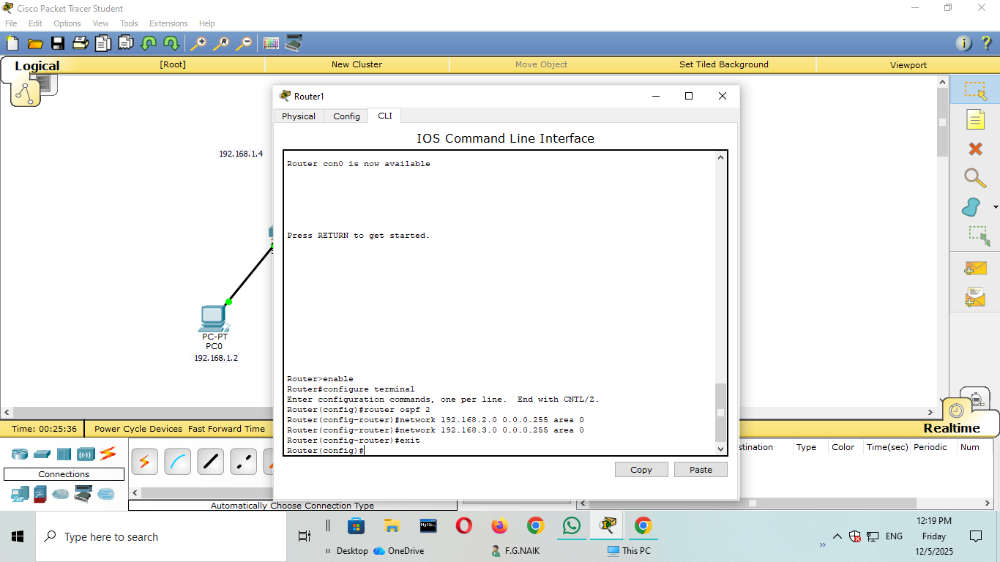 Cisco Packet Tracer Student
File Edit Options View Tools Extensions Help
Logical [Root] New Cluster Move Object Set Tiled Background Viewport
Router1
Physical Config CLI
IOS Command Line Interface
Router con0 is now available
Press RETURN to get started.
Router>enable
Router#configure terminal
Enter configuration commands, one per line.  End with CNTL/Z.
Router(config)#router ospf 2
Router(config-router)#network 192.168.2.0 0.0.0.255 area 0
Router(config-router)#network 192.168.3.0 0.0.0.255 area 0
Router(config-router)#exit
Router(config)#
Copy Paste
192.168.1.4
PC-PT
PC0
192.168.1.2
Time: 00:25:36 Power Cycle Devices Fast Forward Time Realtime
Connections
Automatically Choose Connection Type
stination Type Color Time(sec) Periodic Num
Type here to search
MySQL
Desktop OneDrive F.G.NAIK This PC
ENG
12:19 PM
Friday
12/5/2025